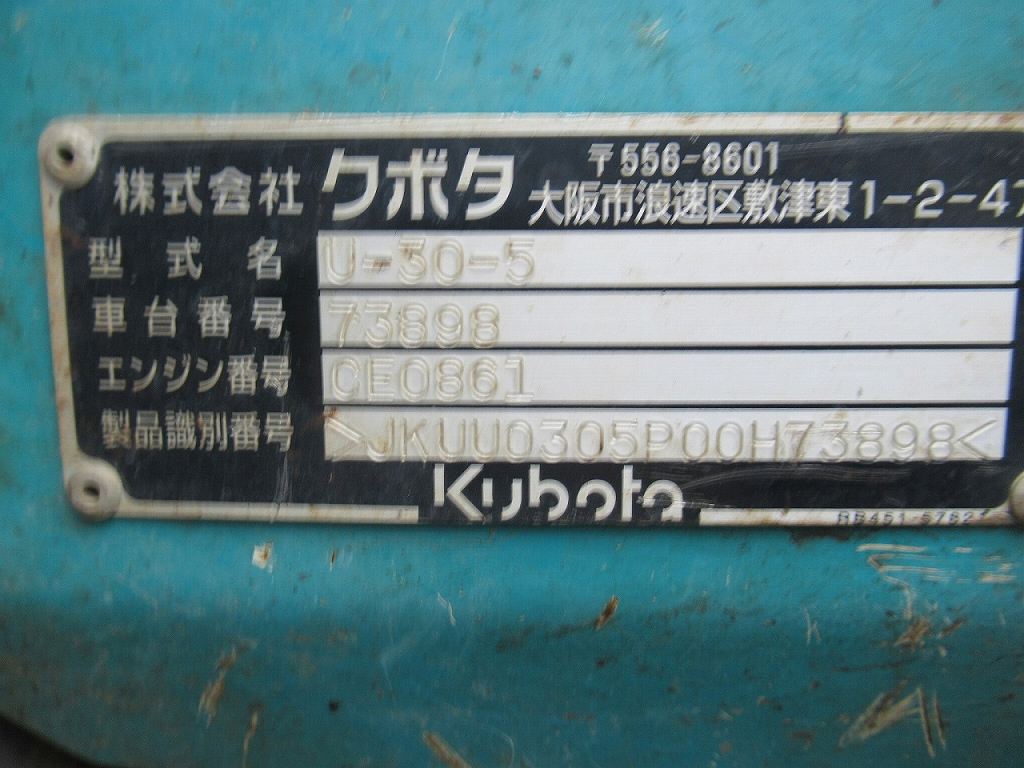 株式会社 クボタ
〒556-8601
大阪市浪速区敷津東1-2-47
型式名 U-30-5
車台番号 73898
エンジン番号 CE0861
製品識別番号 >JKUU0305P00H73898<
Kubota
RB451-5762